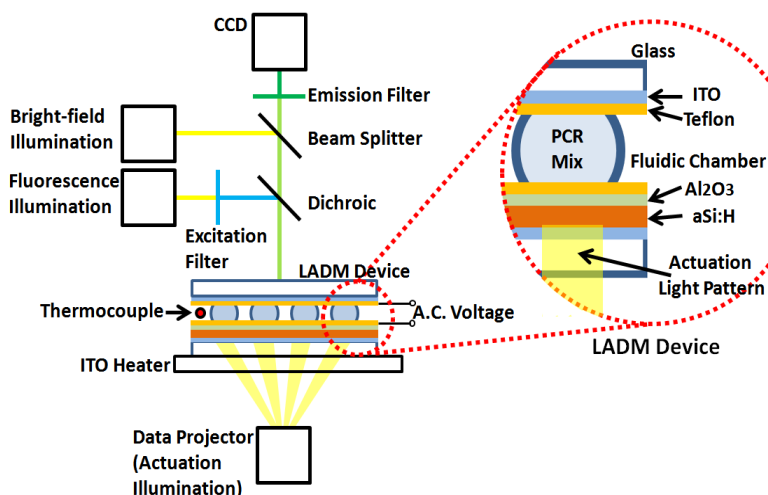 CCD
Emission Filter
Bright-field
Illumination
Beam Splitter
Fluorescence
Illumination
Dichroic
Excitation
Filter
LADM Device
Thermocouple
A.C. Voltage
ITO Heater
Data Projector
(Actuation
Illumination)
Glass
ITO
Teflon
PCR
Mix
Fluidic Chamber
Al2O3
aSi:H
Actuation
Light Pattern
LADM Device